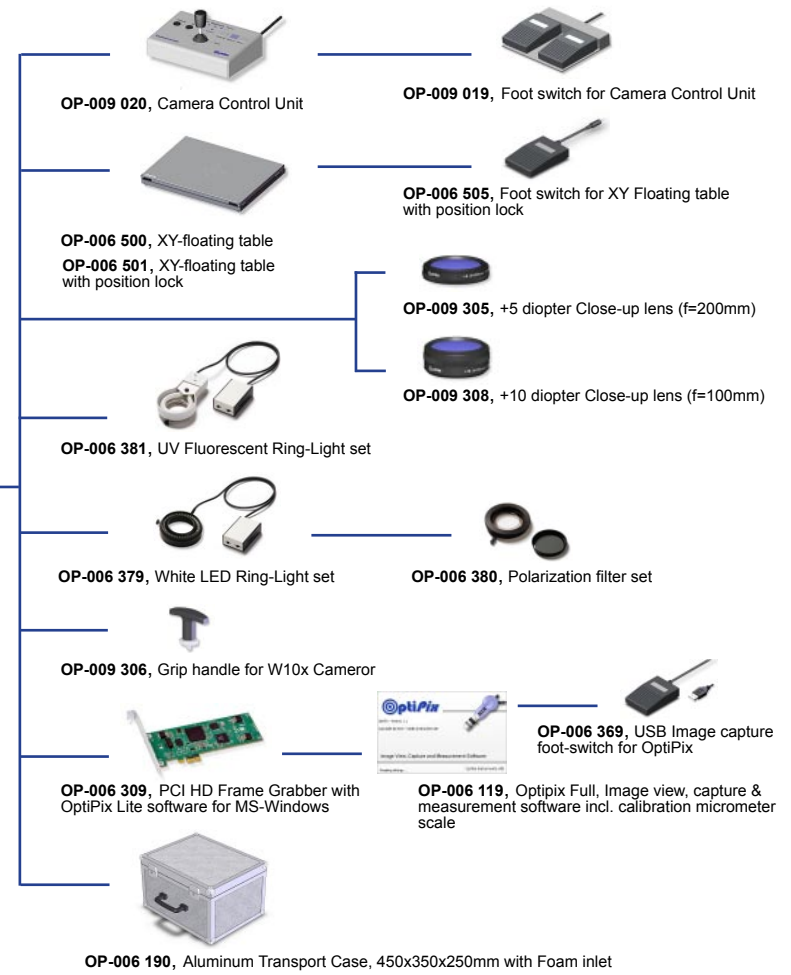 OP-009 020, Camera Control Unit
OP-009 019, Foot switch for Camera Control Unit
OP-006 500, XY-floating table
OP-006 501, XY-floating table
with position lock
OP-006 505, Foot switch for XY Floating table
with position lock
OP-009 305, +5 diopter Close-up lens (f=200mm)
OP-009 308, +10 diopter Close-up lens (f=100mm)
OP-006 381, UV Fluorescent Ring-Light set
OP-006 379, White LED Ring-Light set
OP-006 380, Polarization filter set
OP-009 306, Grip handle for W10x Cameror
OptiPix
Image View, Capture and Measurement Software
OP-006 369, USB Image capture
foot-switch for OptiPix
OP-006 309, PCI HD Frame Grabber with
OptiPix Lite software for MS-Windows
OP-006 119, Optipix Full, Image view, capture &
measurement software incl. calibration micrometer
scale
OP-006 190, Aluminum Transport Case, 450x350x250mm with Foam inlet